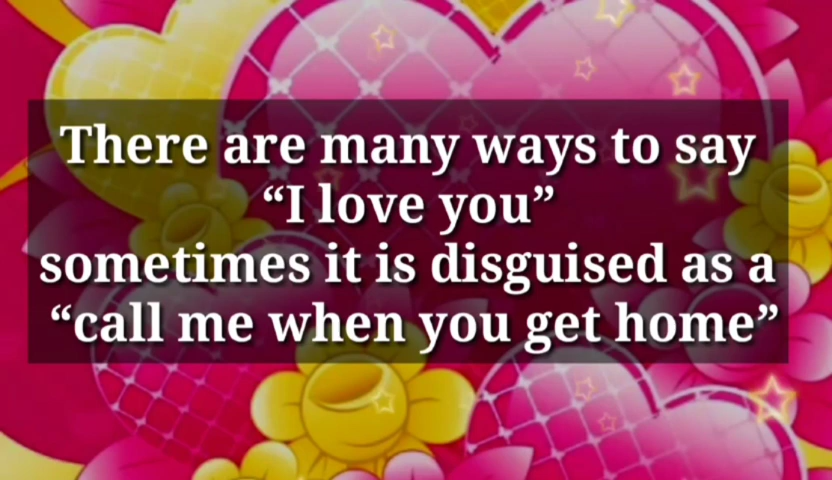 There are many ways to say
“I love you”
sometimes it is disguised as a
“call me when you get home”